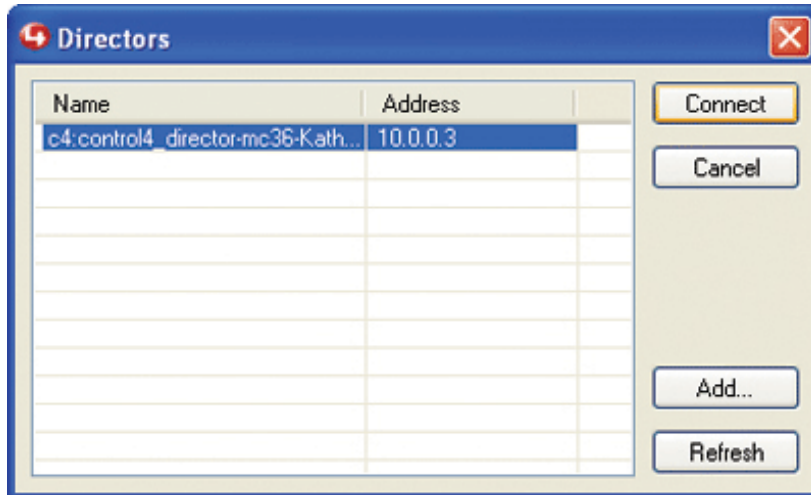 Directors
Name Address
c4:control4_director-mc36-Kath... 10.0.0.3
Connect
Cancel
Add...
Refresh